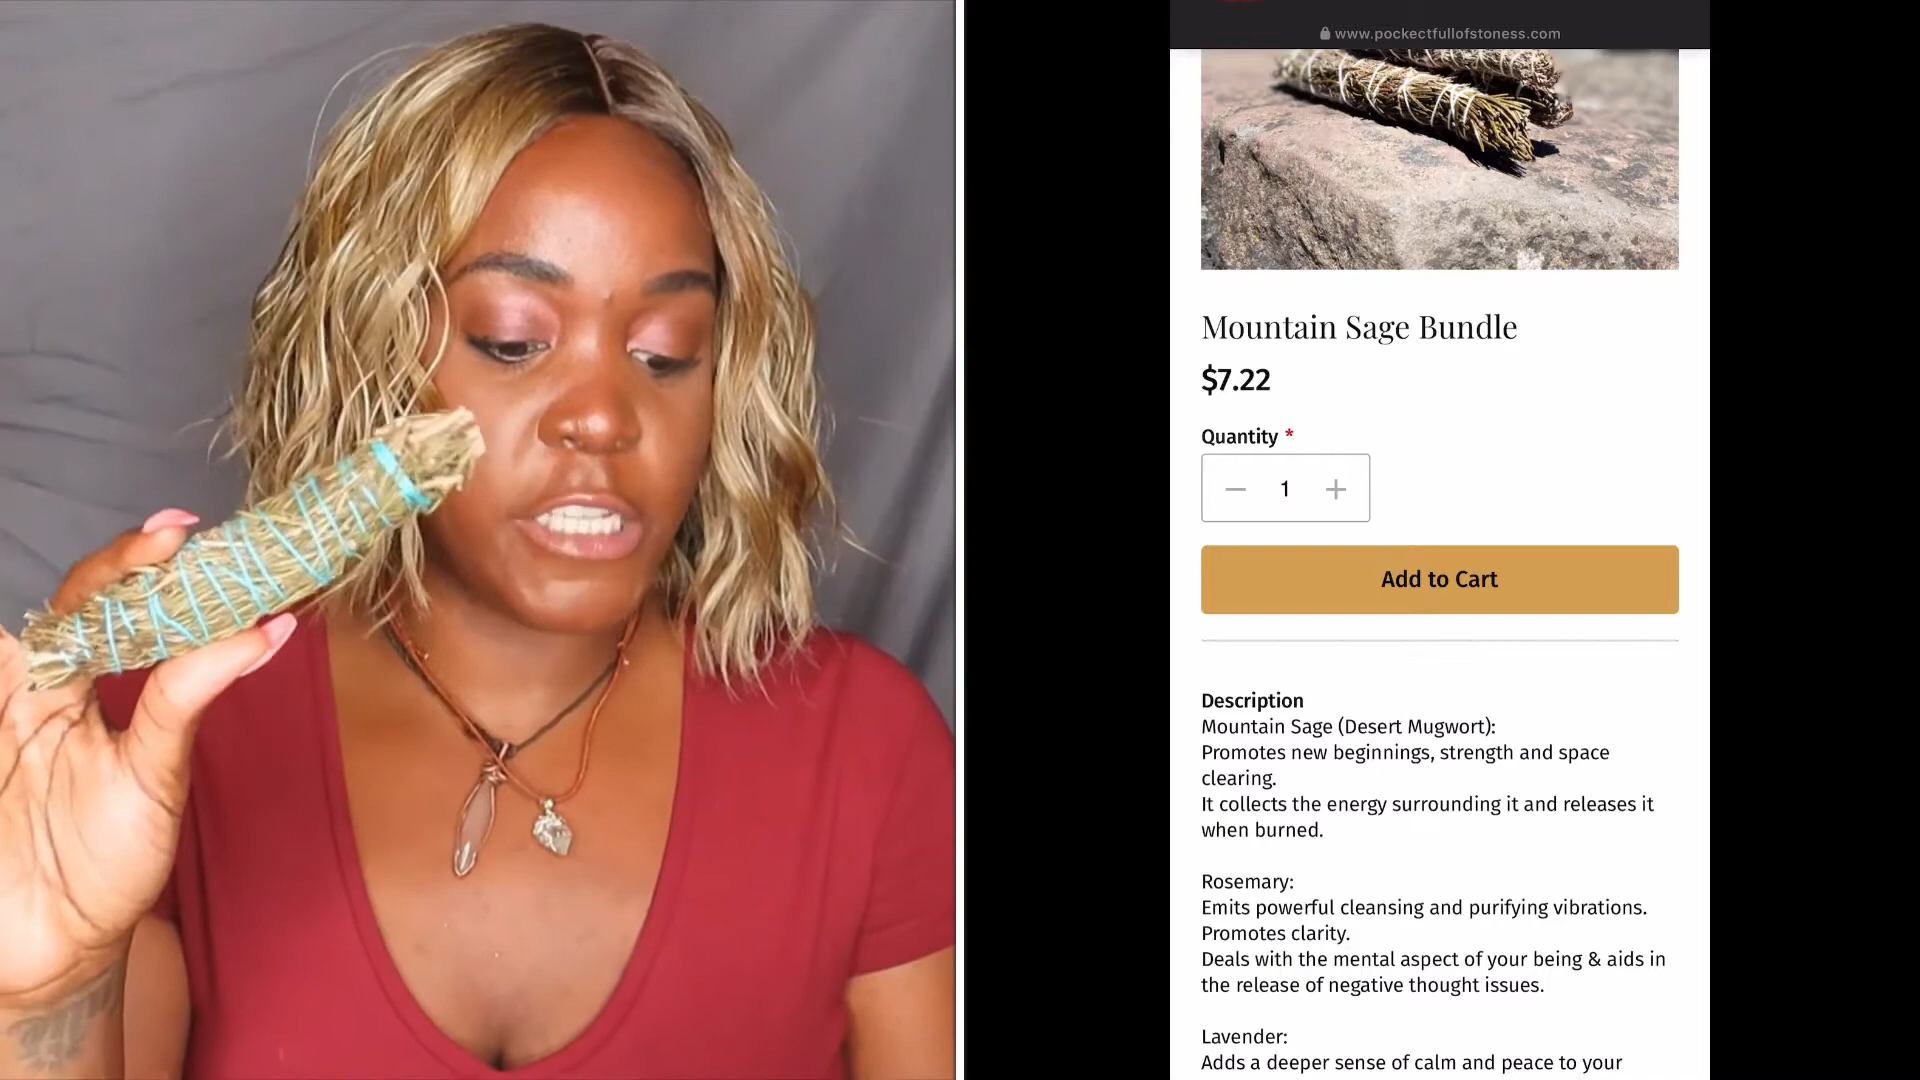 www.pockectfullofstoness.com
Mountain Sage Bundle
$7.22
Quantity *
1
Add to Cart
Description
Mountain Sage (Desert Mugwort):
Promotes new beginnings, strength and space
clearing.
It collects the energy surrounding it and releases it
when burned.
Rosemary:
Emits powerful cleansing and purifying vibrations.
Promotes clarity.
Deals with the mental aspect of your being & aids in
the release of negative thought issues.
Lavender:
Adds a deeper sense of calm and peace to your